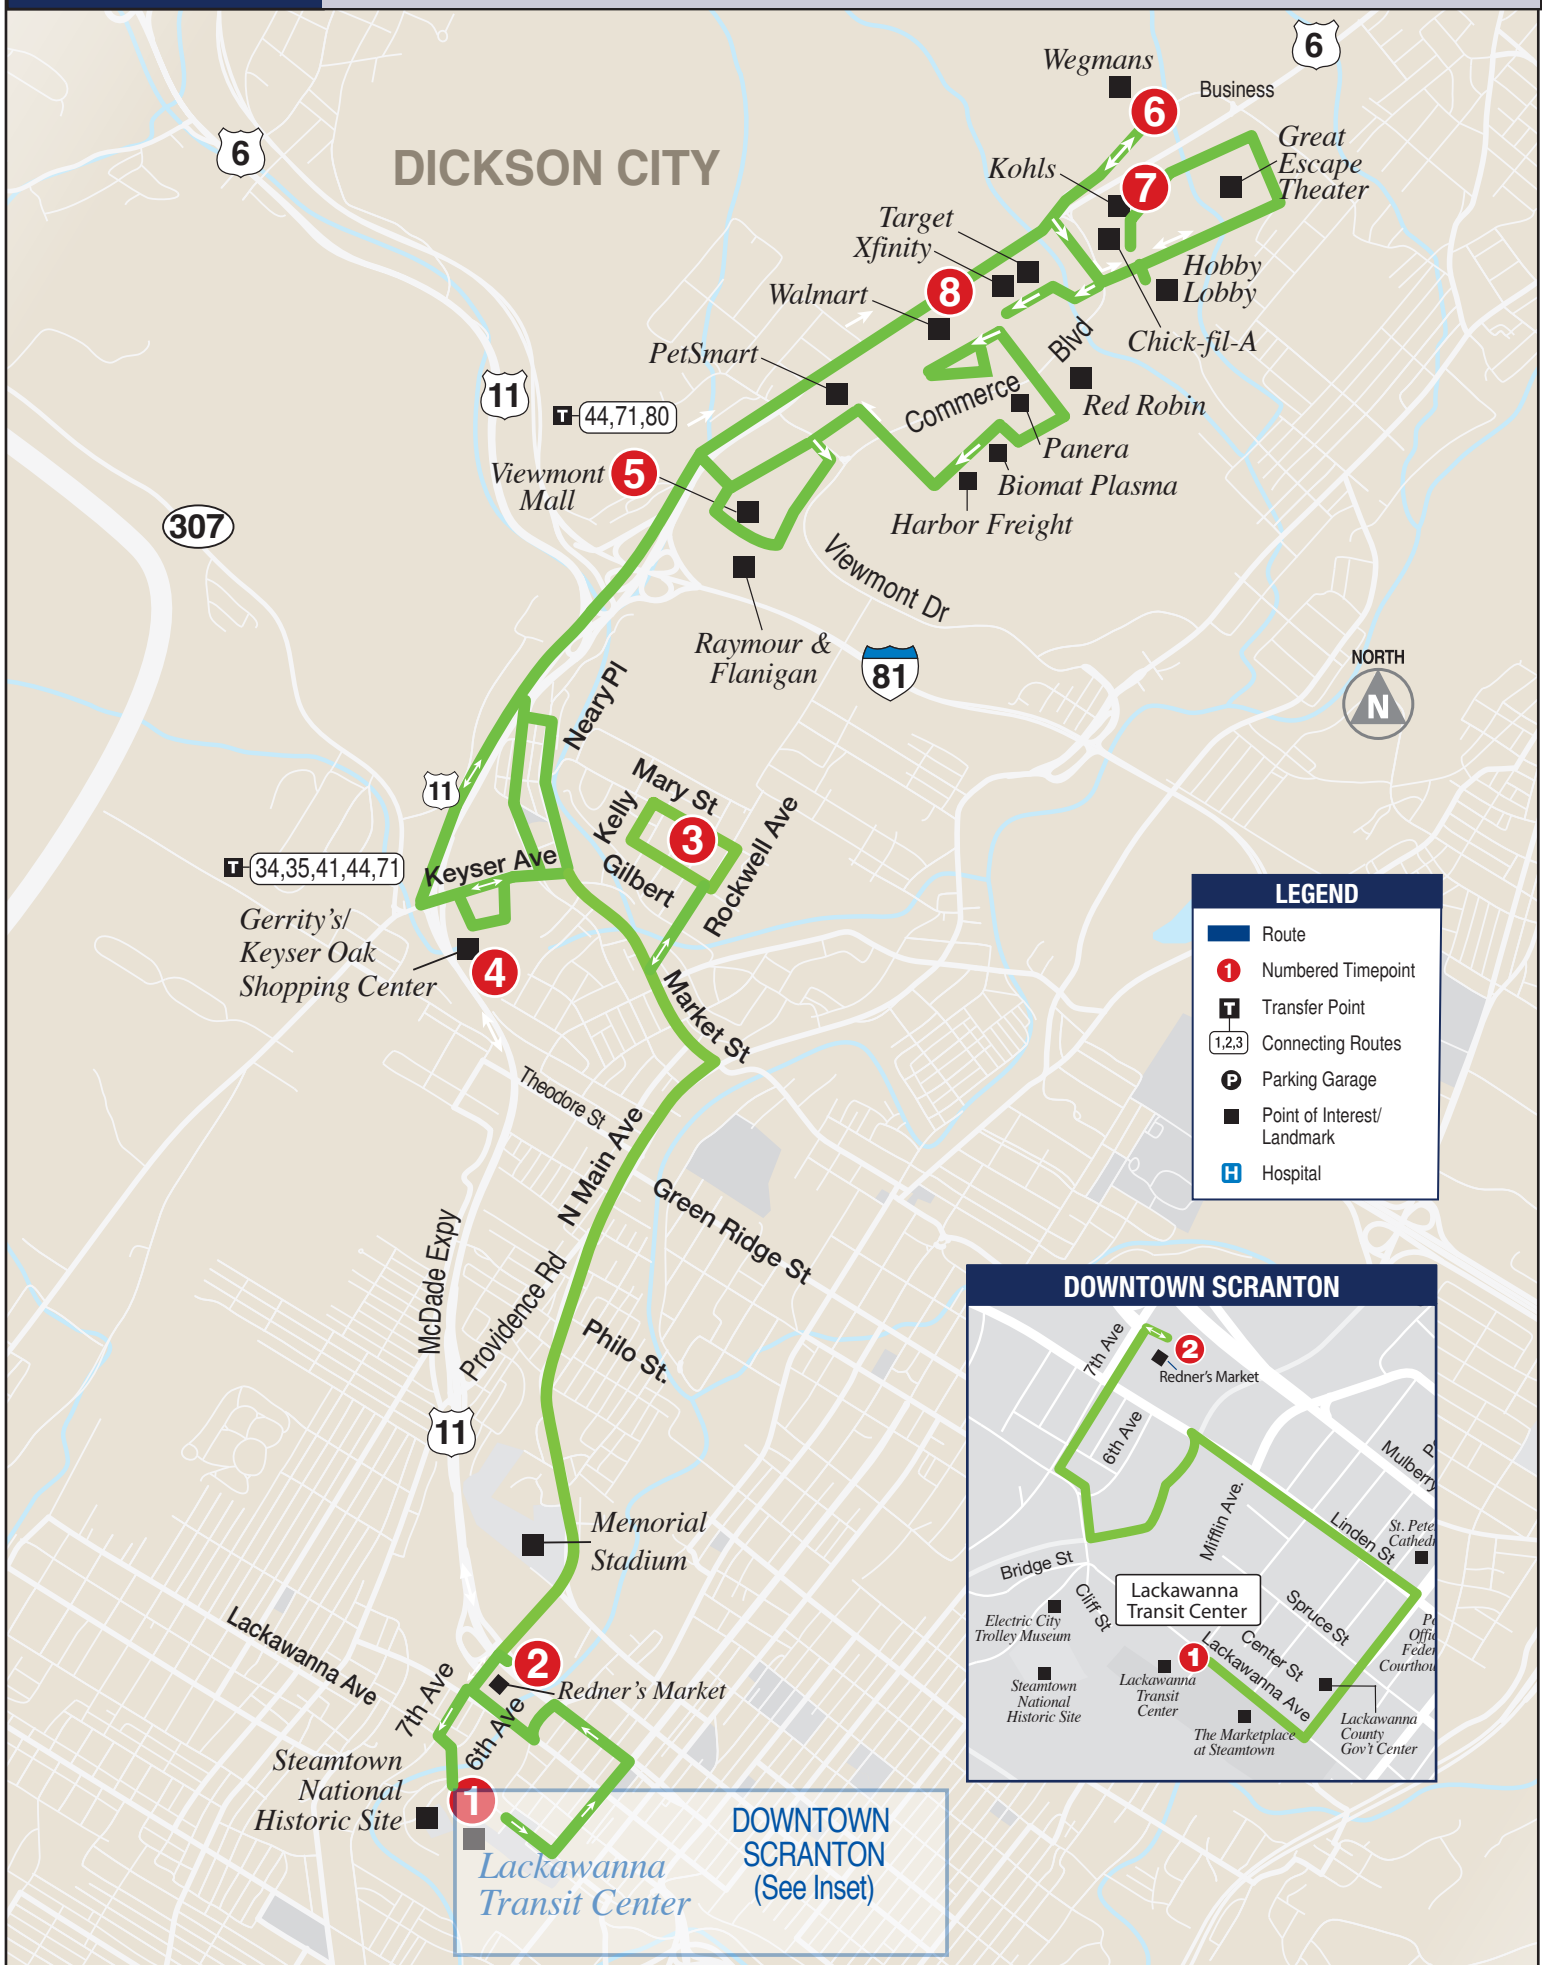 6
Wegmans
6
Business
6
DICKSON CITY
Great
Escape
Theater
Kohls
7
Target
Xfinity
Hobby
Lobby
8
Walmart
Chick-fil-A
Blvd
PetSmart
11
T
44,71,80
Commerce
Red Robin
Panera
Viewmont
Mall
5
Biomat Plasma
Harbor Freight
307
Viewmont Dr
Raymour &
Flanigan
81
NORTH
N
Neary Pl
11
Mary St
Kelly
3
Gilbert
Rockwell Ave
T
34,35,41,44,71
Keyser Ave
Gerrity's/
Keyser Oak
Shopping Center
4
Market St
LEGEND
Route
1
Numbered Timepoint
T
Transfer Point
1,2,3
Connecting Routes
P
Parking Garage
Point of Interest/
Landmark
H
Hospital
Theodore St
N Main Ave
Green Ridge St
McDade Expy
Providence Rd
Philo St.
11
Memorial
Stadium
Lackawanna Ave
7th Ave
2
Redner's Market
6th Ave
Steamtown
National
Historic Site
1
Lackawanna
Transit Center
DOWNTOWN
SCRANTON
(See Inset)
DOWNTOWN SCRANTON
7th Ave
2
Redner's Market
6th Ave
Mulberry
Mifflin Ave.
Linden St
St. Pete
Cathed
Bridge St
Cliff St
Lackawanna
Transit Center
Spruce St
Electric City
Trolley Museum
1
Center St
Lackawanna Ave
Offic
Feder
Courthou
Steamtown
National
Historic Site
Lackawanna
Transit
Center
The Marketplace
at Steamtown
Lackawanna
County
Gov't Center